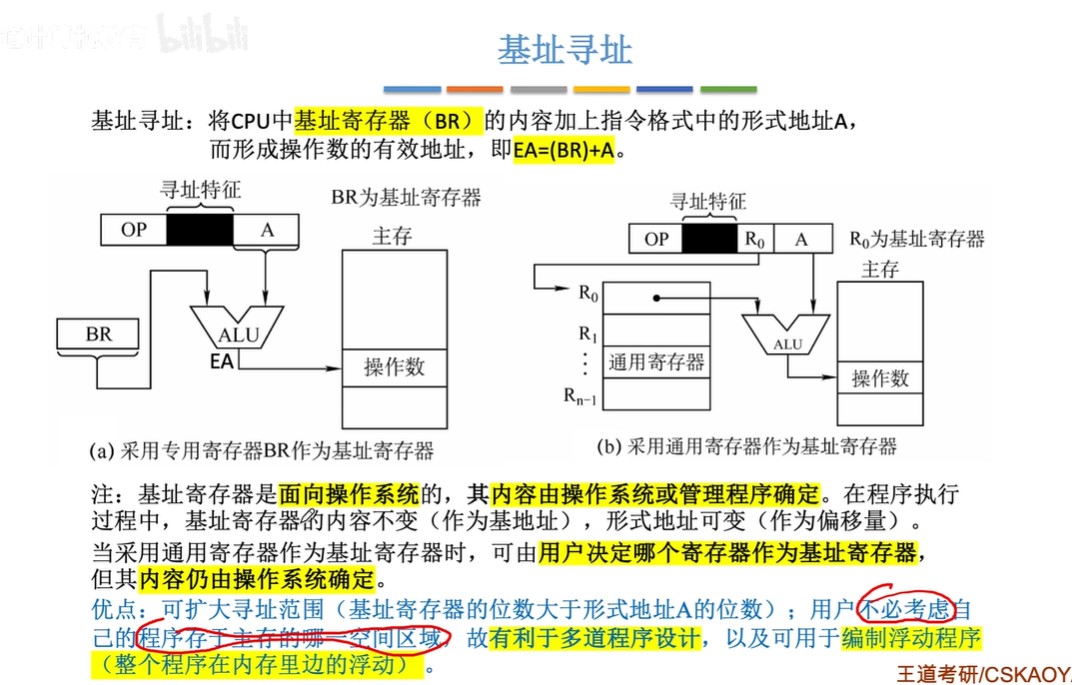 bilibili
基址寻址
基址寻址：将CPU中基址寄存器（BR）的内容加上指令格式中的形式地址A，
而形成操作数的有效地址，即EA=(BR)+A。
寻址特征
BR为基址寄存器
OP
A
主存
BR
ALU
EA
操作数
(a) 采用专用寄存器BR作为基址寄存器
寻址特征
OP
R0
A
R0为基址寄存器
主存
R0
R1
⋮
通用寄存器
Rn−1
ALU
操作数
(b) 采用通用寄存器作为基址寄存器
注：基址寄存器是面向操作系统的，其内容由操作系统或管理程序确定。在程序执行
过程中，基址寄存器的内容不变（作为基地址），形式地址可变（作为偏移量）。
当采用通用寄存器作为基址寄存器时，可由用户决定哪个寄存器作为基址寄存器，
但其内容仍由操作系统确定。
优点：可扩大寻址范围（基址寄存器的位数大于形式地址A的位数）；用户不必考虑自
己的程序存于主存的哪一空间区域，故有利于多道程序设计，以及可用于编制浮动程序
（整个程序在内存里边的浮动）。
王道考研/CSKAOY